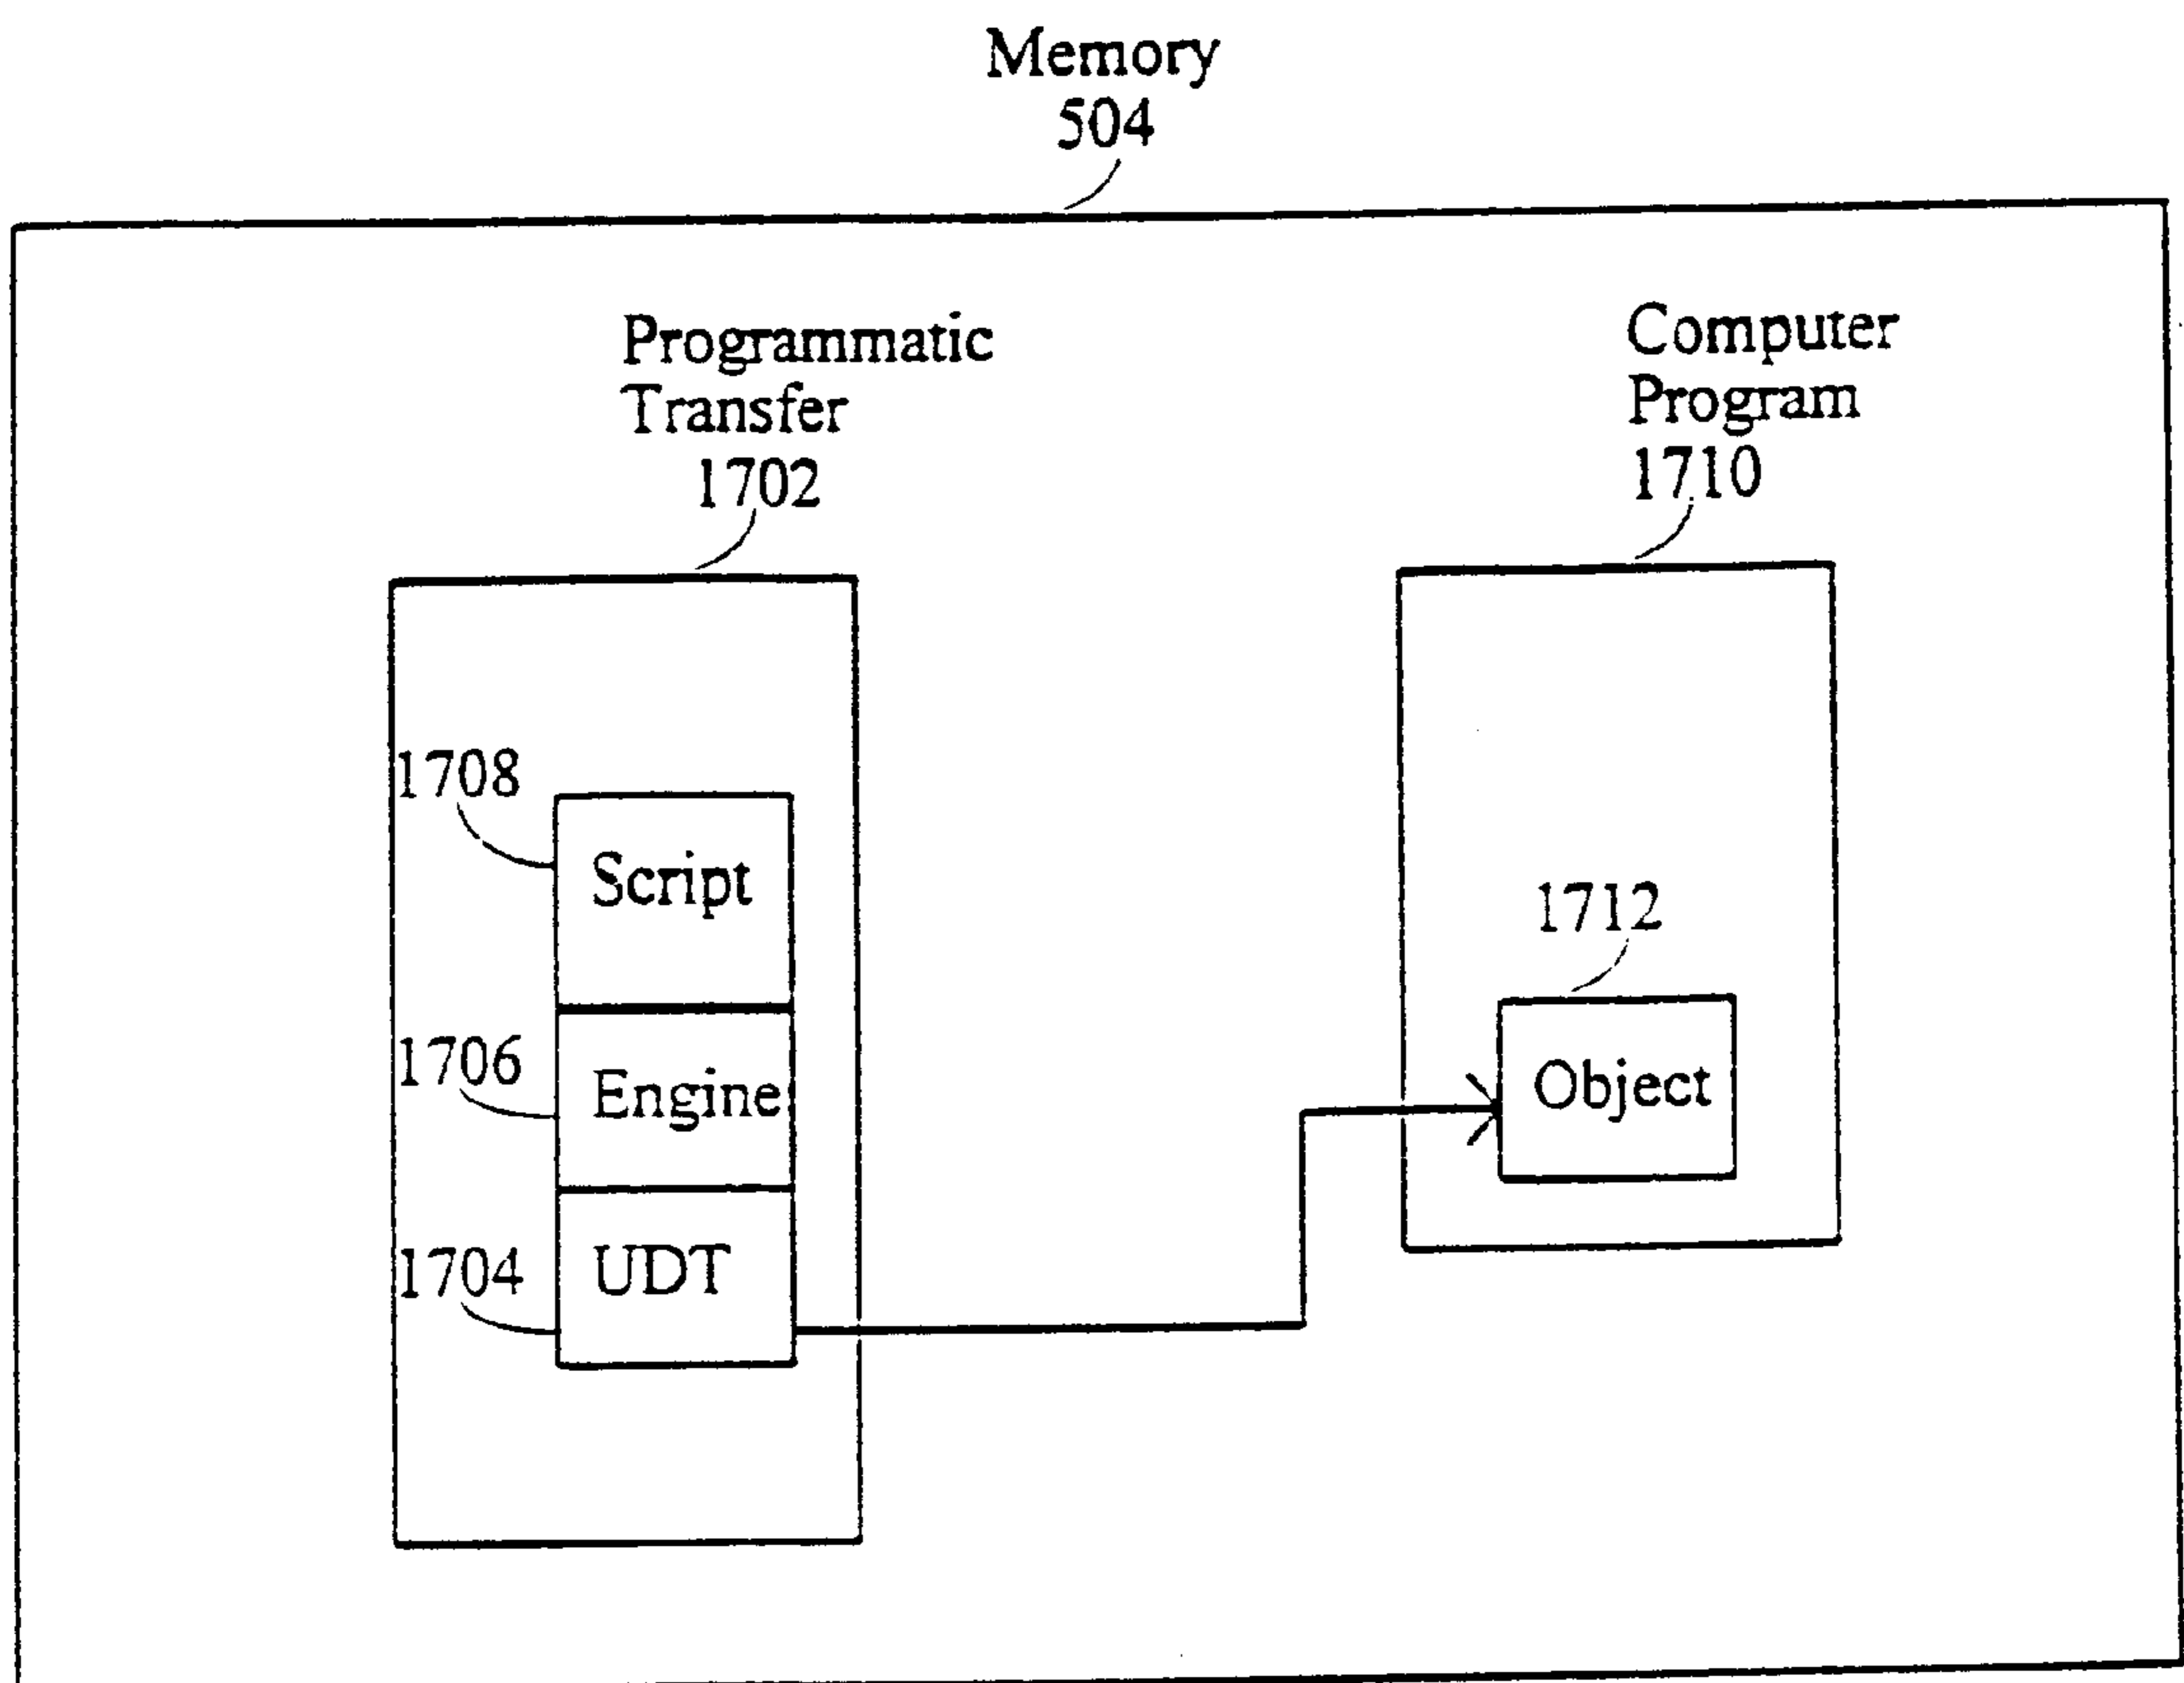 Memory
504
Programmatic
Transfer
1702
Computer
Program
1710
1708
Script
1706
Engine
1704
UDT
1712
Object